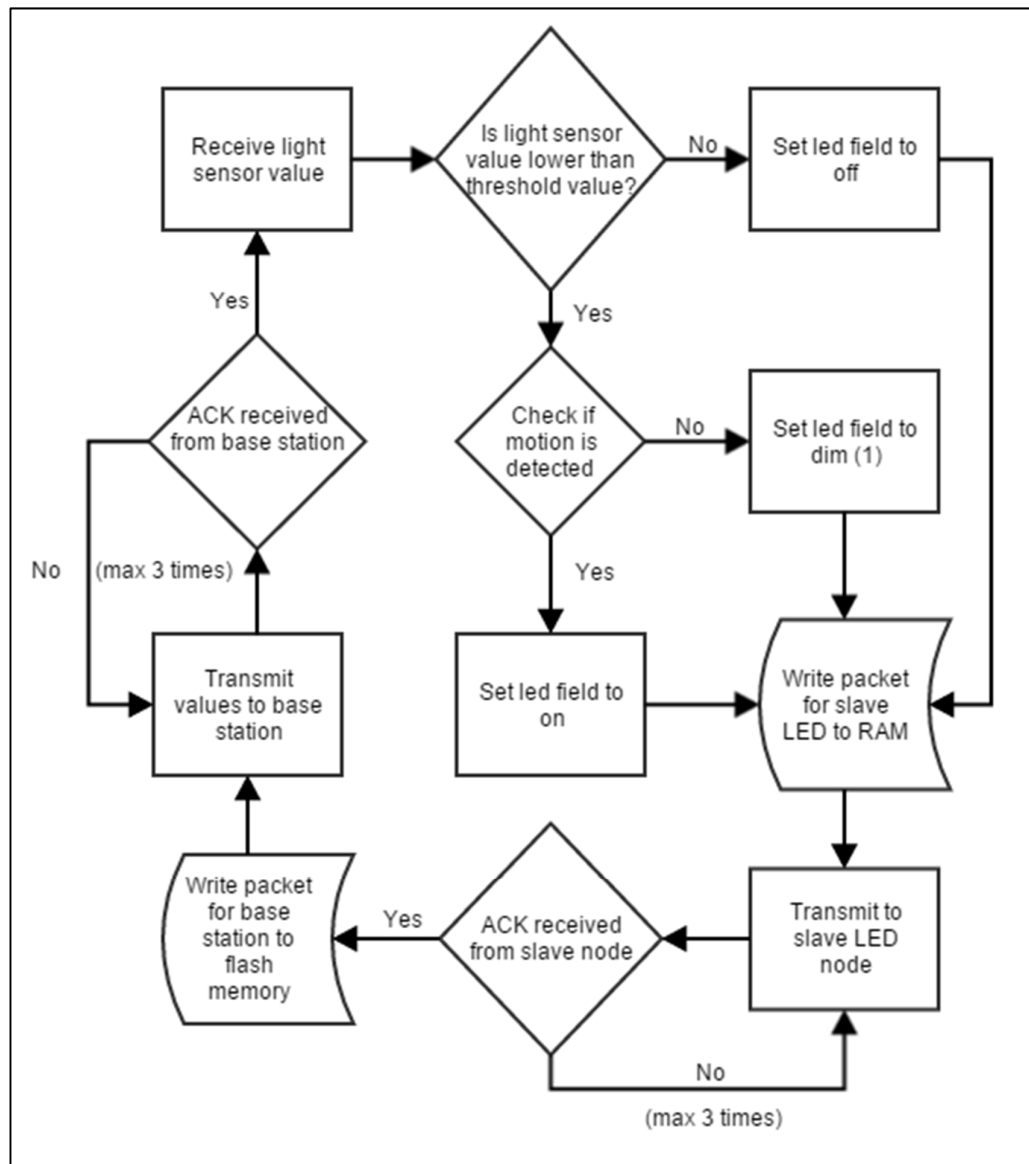 Receive light
sensor value
Is light sensor
value lower than
threshold value?
No
Set led field to
off
Yes
Yes
ACK received
from base station
Check if
motion is
detected
No
Set led field to
dim (1)
No
(max 3 times)
Yes
Transmit
values to base
station
Set led field to
on
Write packet
for slave
LED to RAM
Write packet
for base
station to
flash
memory
Yes
ACK received
from slave node
Transmit to
slave LED
node
No
(max 3 times)